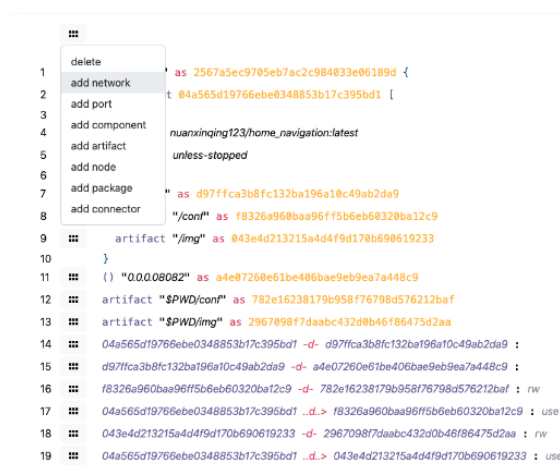 delete
add network
add port
add component
add artifact
add node
add package
add connector
1 " as 2567a5ec9705eb7ac2c984033e06189d {
2 t 04a565d19766ebe0348853b17c395bd1 [
3
4 nuanxinqing123/home_navigation:latest
5 unless-stopped
6
7 " as d97ffca3b8fc132ba196a10c49ab2da9
8 "/conf" as f8326a960baa96ff5b6eb60320ba12c9
9 artifact "/img" as 043e4d213215a4d4f9d170b690619233
10 }
11 () "0.0.0.08082" as a4e07260e61be406bae9eb9ea7a448c9
12 artifact "$PWD/conf" as 782e16238179b958f76798d576212baf
13 artifact "$PWD/img" as 2967098f7daabc432d0b46f86475d2aa
14 04a565d19766ebe0348853b17c395bd1 -d- d97ffca3b8fc132ba196a10c49ab2da9 :
15 d97ffca3b8fc132ba196a10c49ab2da9 -d- a4e07260e61be406bae9eb9ea7a448c9 :
16 f8326a960baa96ff5b6eb60320ba12c9 -d- 782e16238179b958f76798d576212baf : rw
17 04a565d19766ebe0348853b17c395bd1 ..d..> f8326a960baa96ff5b6eb60320ba12c9 : use
18 043e4d213215a4d4f9d170b690619233 -d- 2967098f7daabc432d0b46f86475d2aa : rw
19 04a565d19766ebe0348853b17c395bd1 ..d..> 043e4d213215a4d4f9d170b690619233 : use